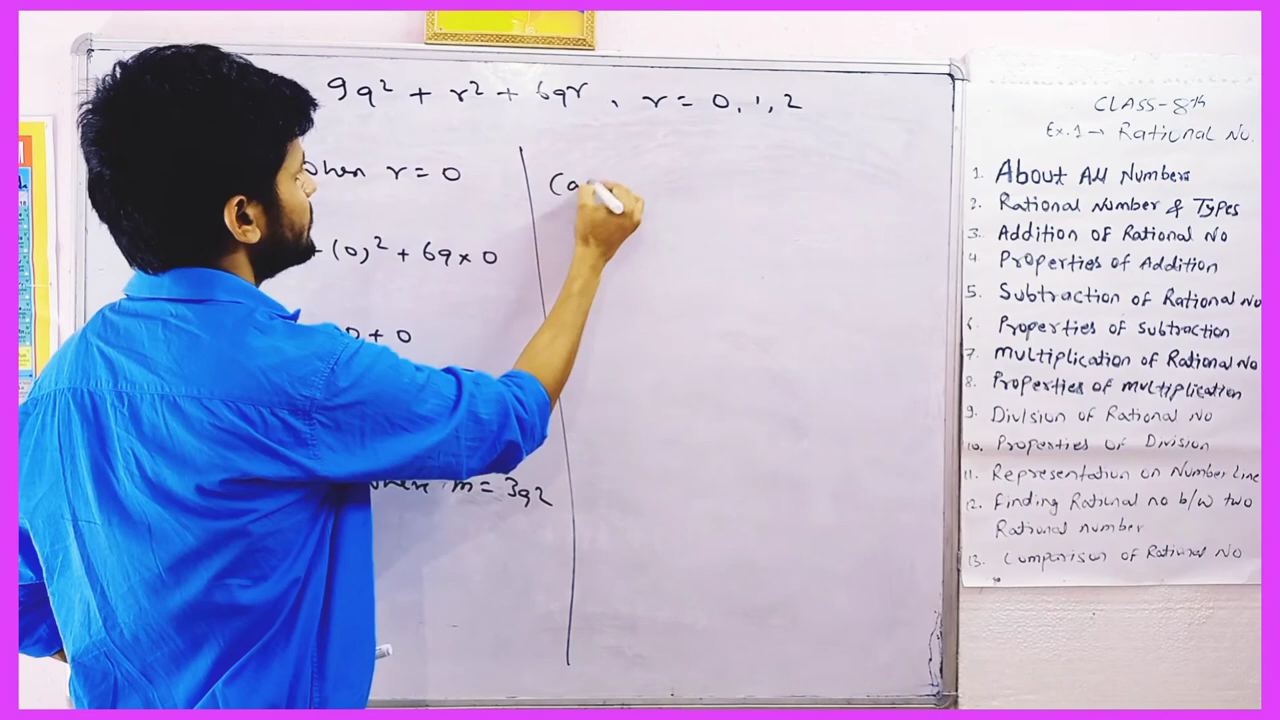 9q² + r² + 6qr , r = 0, 1, 2
when r = 0
+ (0)² + 6q × 0
0 + 0
where m = 3q²
(a
CLASS-8th
Ex.1 → Rational No.
1. About All Numbers
2. Rational Number & Types
3. Addition of Rational No
4. Properties of Addition
5. Subtraction of Rational No
6. Properties of Subtraction
7. Multiplication of Rational No
8. Properties of multiplication
9. Division of Rational No
10. Properties of Division
11. Representation on Number Line
12. Finding Rational no b/w two
Rational number
13. Comparison of Rational No